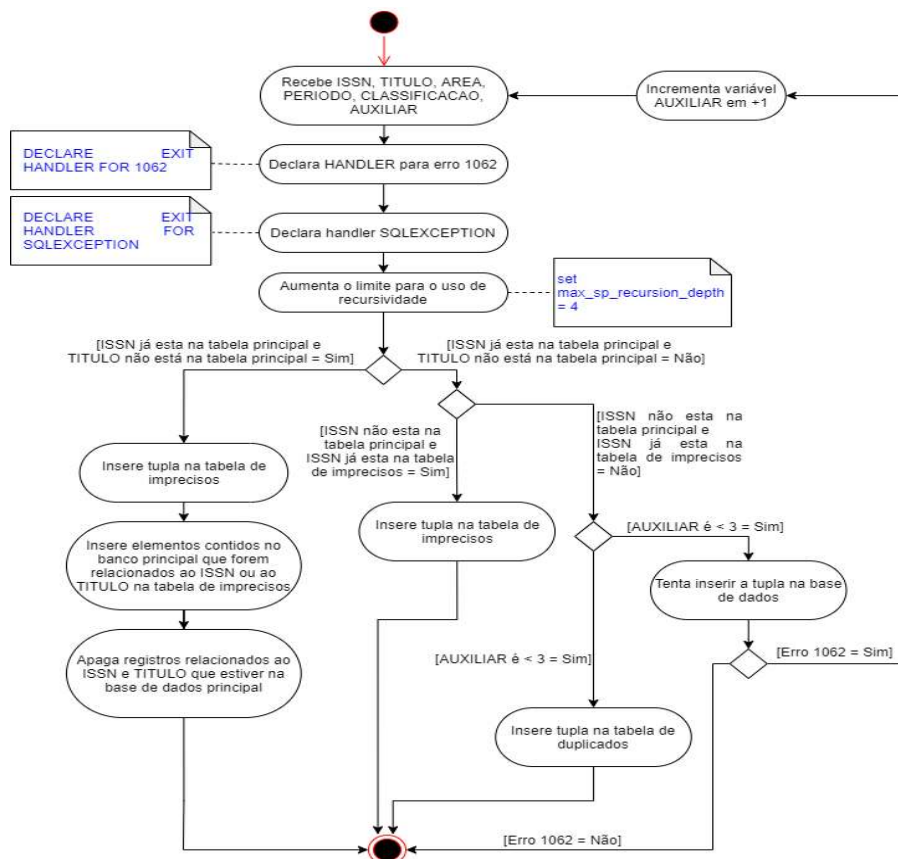 Recebe ISSN, TITULO, AREA,
PERIODO, CLASSIFICACAO,
AUXILIAR
Incrementa variável
AUXILIAR em +1
DECLARE EXIT
HANDLER FOR 1062
Declara HANDLER para erro 1062
DECLARE EXIT
HANDLER FOR
SQLEXCEPTION
Declara handler SQLEXCEPTION
Aumenta o limite para o uso de
recursividade
set
max_sp_recursion_depth
= 4
[ISSN já esta na tabela principal e
TITULO não está na tabela principal = Sim]
[ISSN já esta na tabela principal e
TITULO não está na tabela principal = Não]
[ISSN não esta na
tabela principal e
ISSN já esta na tabela
de imprecisos = Sim]
[ISSN não esta na
tabela principal e
ISSN já esta na
tabela de imprecisos
= Não]
Insere tupla na tabela de
imprecisos
Insere tupla na tabela de
imprecisos
[AUXILIAR é < 3 = Sim]
Insere elementos contidos no
banco principal que forem
relacionados ao ISSN ou ao
TITULO na tabela de imprecisos
Tenta inserir a tupla na base
de dados
Apaga registros relacionados ao
ISSN e TITULO que estiver na
base de dados principal
[AUXILIAR é < 3 = Sim]
[Erro 1062 = Sim]
Insere tupla na tabela de
duplicados
[Erro 1062 = Não]